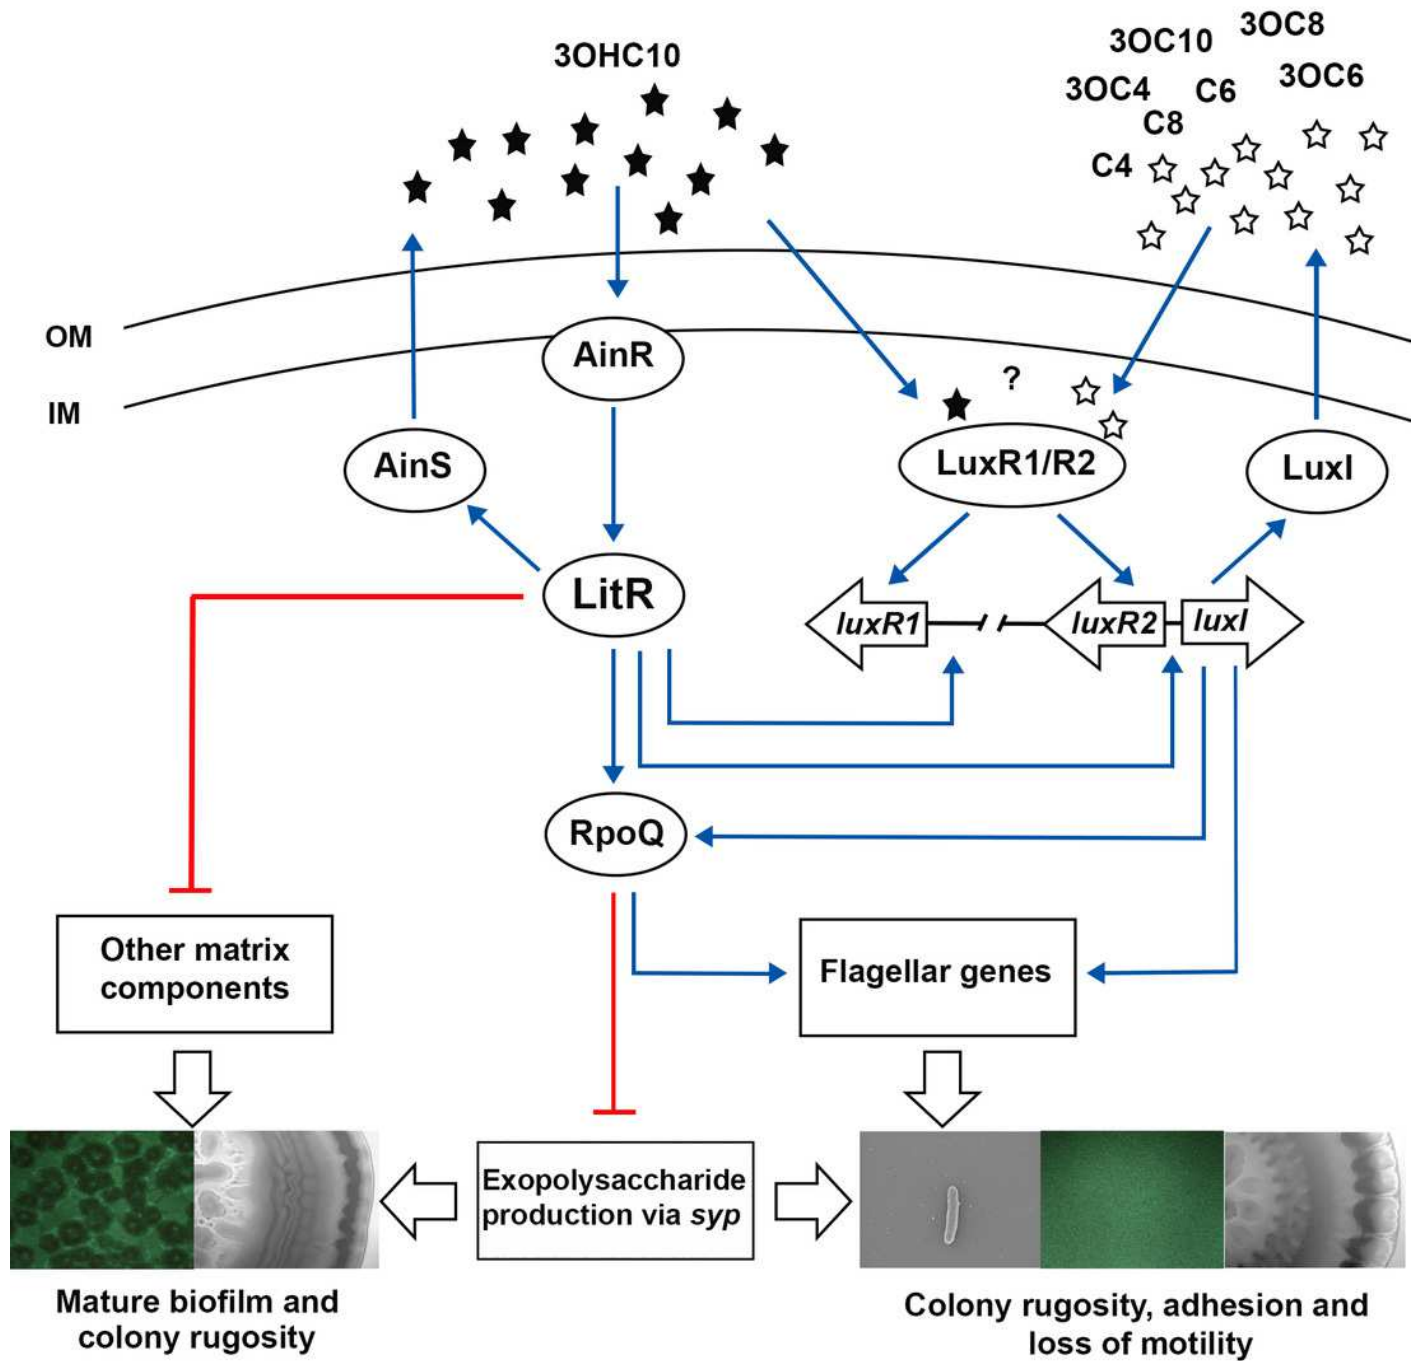 3OHC10
3OC10
3OC8
3OC4
C6
3OC6
C8
C4
OM
IM
AinR
?
AinS
LuxR1/R2
LuxI
LitR
luxR1
luxR2
luxI
RpoQ
Other matrix
components
Flagellar genes
Exopolysaccharide
production via syp
Mature biofilm and
colony rugosity
Colony rugosity, adhesion and
loss of motility